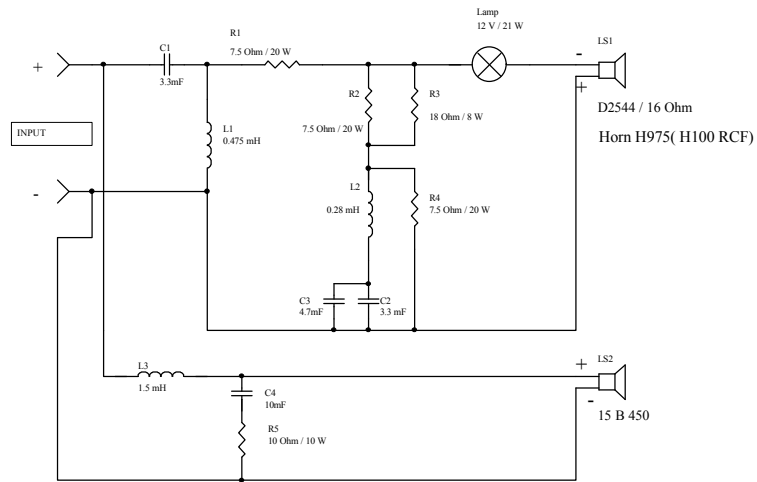 Lamp
12 V / 21 W
R1
7.5 Ohm / 20 W
C1
3.3mF
LS1
-
+
D2544 / 16 Ohm
Horn H975( H100 RCF)
+
INPUT
-
L1
0.475 mH
R2
7.5 Ohm / 20 W
R3
18 Ohm / 8 W
L2
0.28 mH
R4
7.5 Ohm / 20 W
C3
4.7mF
C2
3.3 mF
L3
1.5 mH
C4
10mF
R5
10 Ohm / 10 W
LS2
+
-
15 B 450